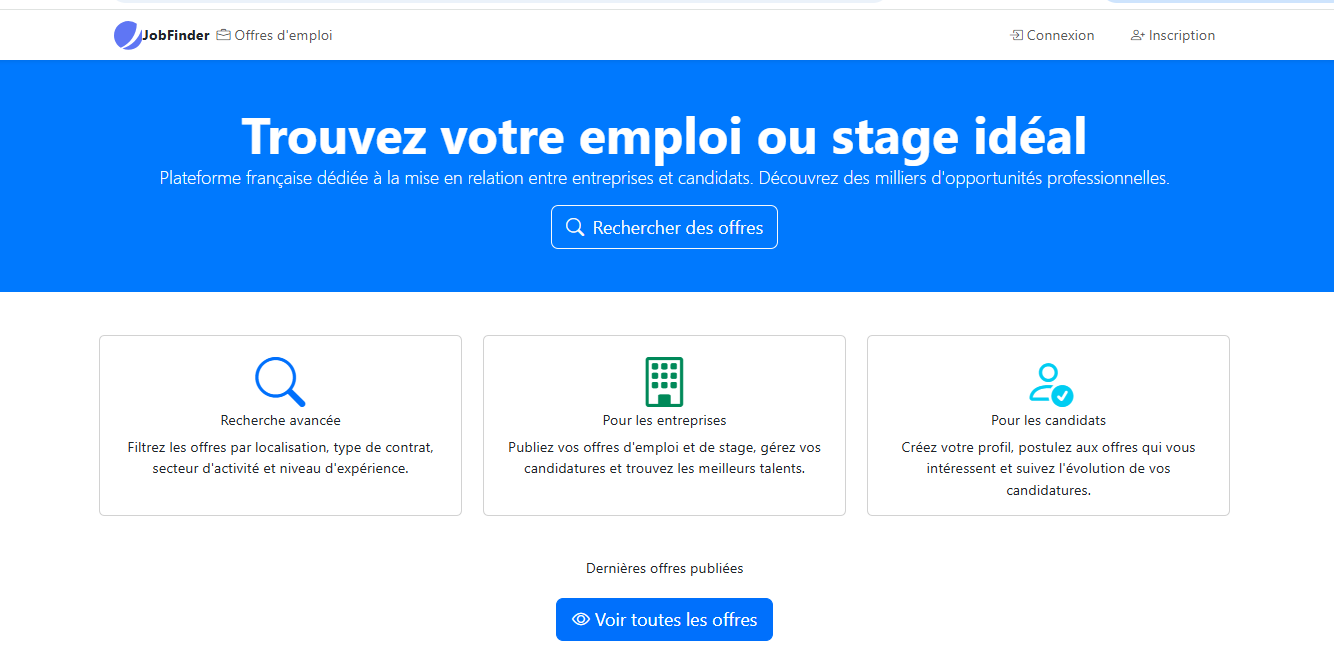 JobFinder Offres d'emploi Connexion Inscription
Trouvez votre emploi ou stage idéal
Plateforme française dédiée à la mise en relation entre entreprises et candidats. Découvrez des milliers d'opportunités professionnelles.
Rechercher des offres
Recherche avancée
Filtrez les offres par localisation, type de contrat,
secteur d'activité et niveau d'expérience.
Pour les entreprises
Publiez vos offres d'emploi et de stage, gérez vos
candidatures et trouvez les meilleurs talents.
Pour les candidats
Créez votre profil, postulez aux offres qui vous
intéressent et suivez l'évolution de vos
candidatures.
Dernières offres publiées
Voir toutes les offres